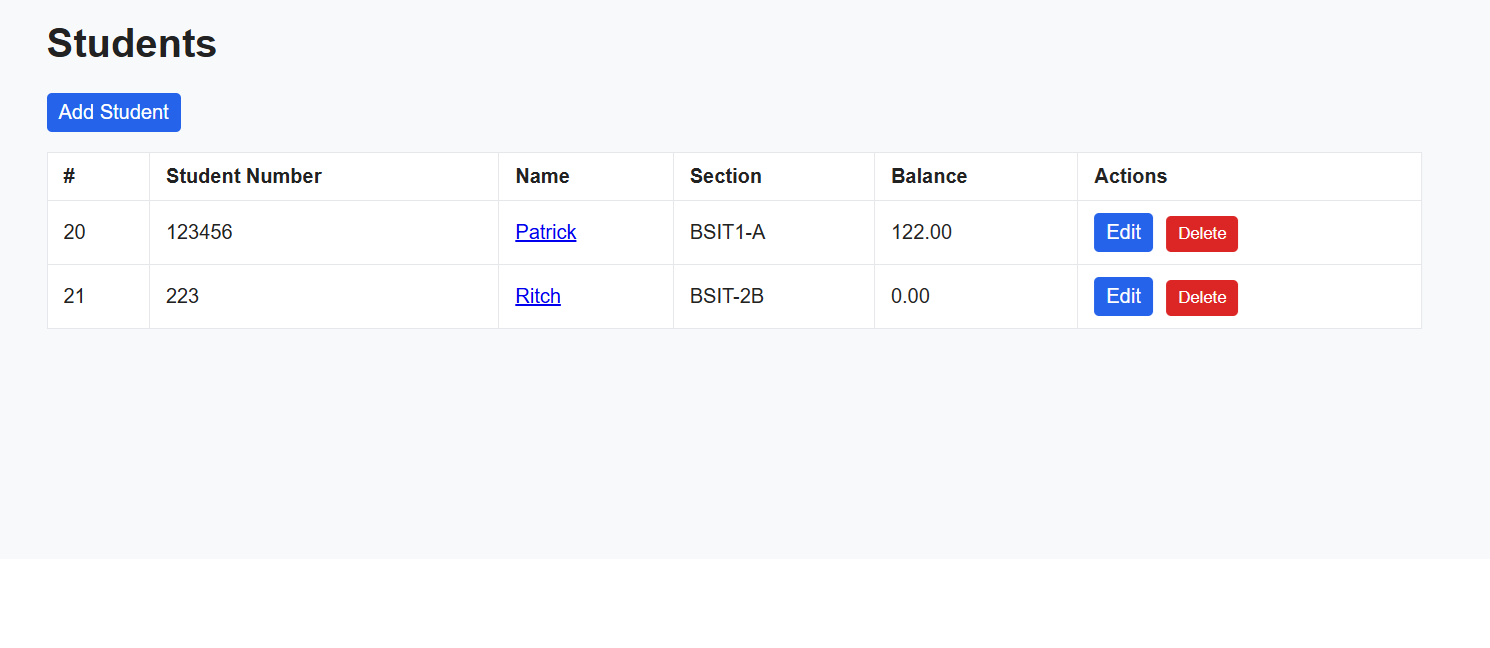 Students
Add Student
# Student Number Name Section Balance Actions
20 123456 Patrick BSIT1-A 122.00 Edit Delete
21 223 Ritch BSIT-2B 0.00 Edit Delete